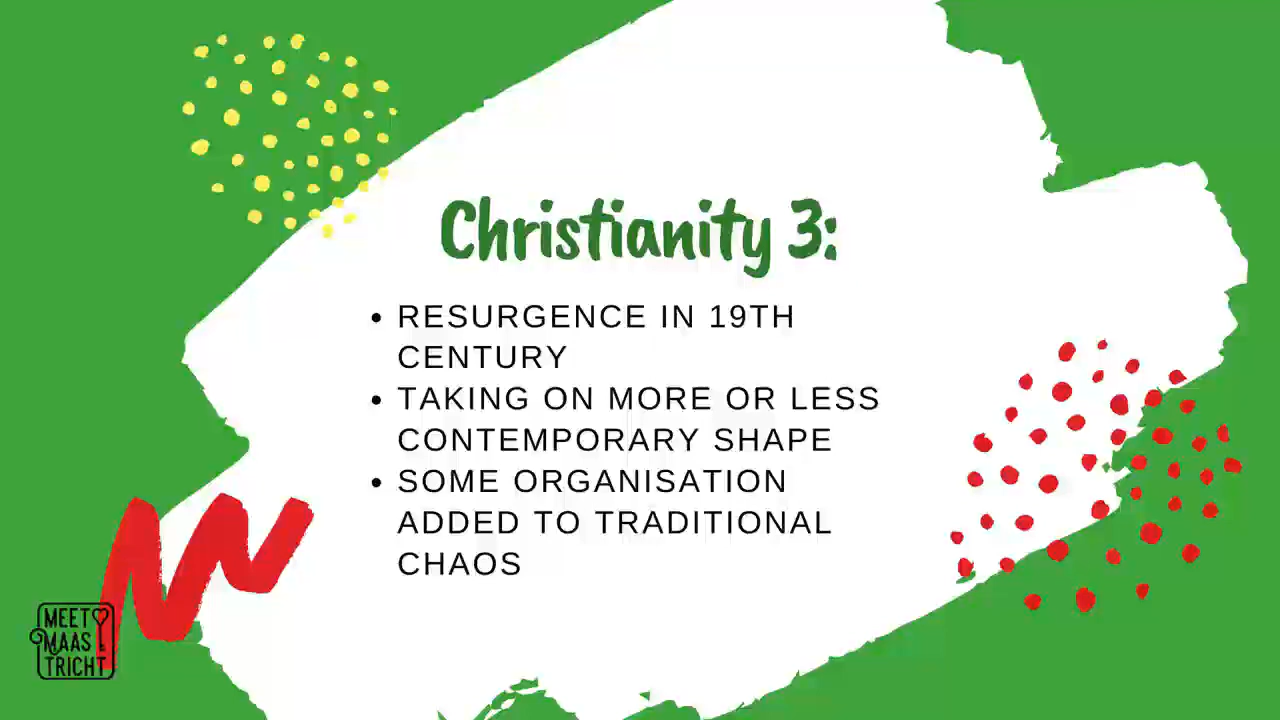 Christianity 3:
• RESURGENCE IN 19TH
CENTURY
• TAKING ON MORE OR LESS
CONTEMPORARY SHAPE
• SOME ORGANISATION
ADDED TO TRADITIONAL
CHAOS
MEET
MAAS
TRICHT